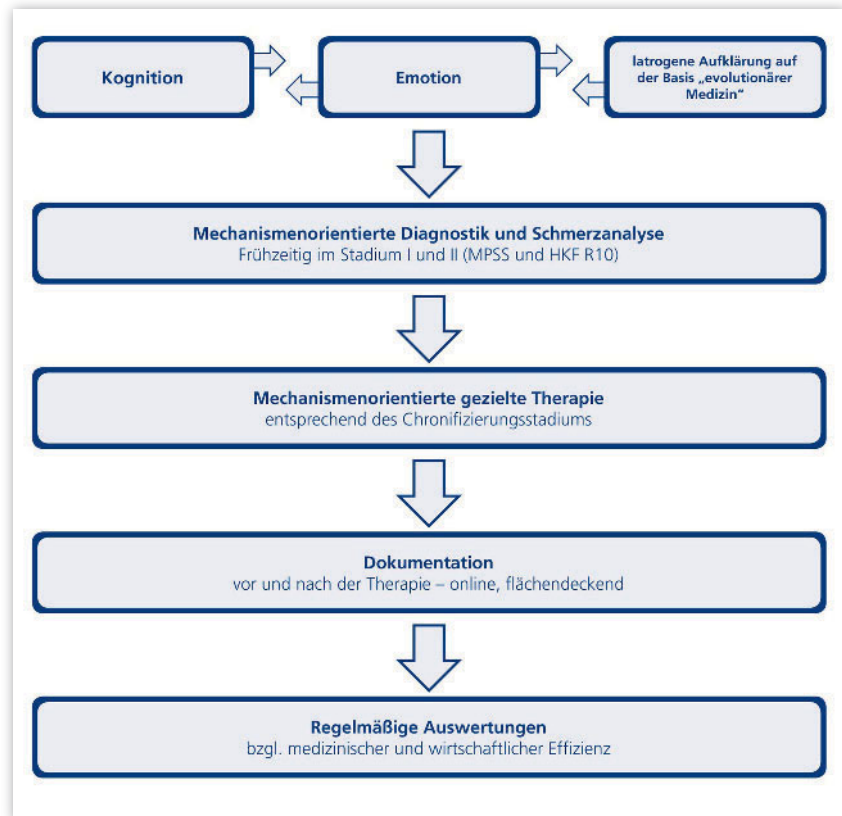 Kognition
Emotion
Iatrogene Aufklärung auf
der Basis „evolutionärer
Medizin“
Mechanismenorientierte Diagnostik und Schmerzanalyse
Frühzeitig im Stadium I und II (MPSS und HKF R10)
Mechanismenorientierte gezielte Therapie
entsprechend des Chronifizierungsstadiums
Dokumentation
vor und nach der Therapie – online, flächendeckend
Regelmäßige Auswertungen
bzgl. medizinischer und wirtschaftlicher Effizienz